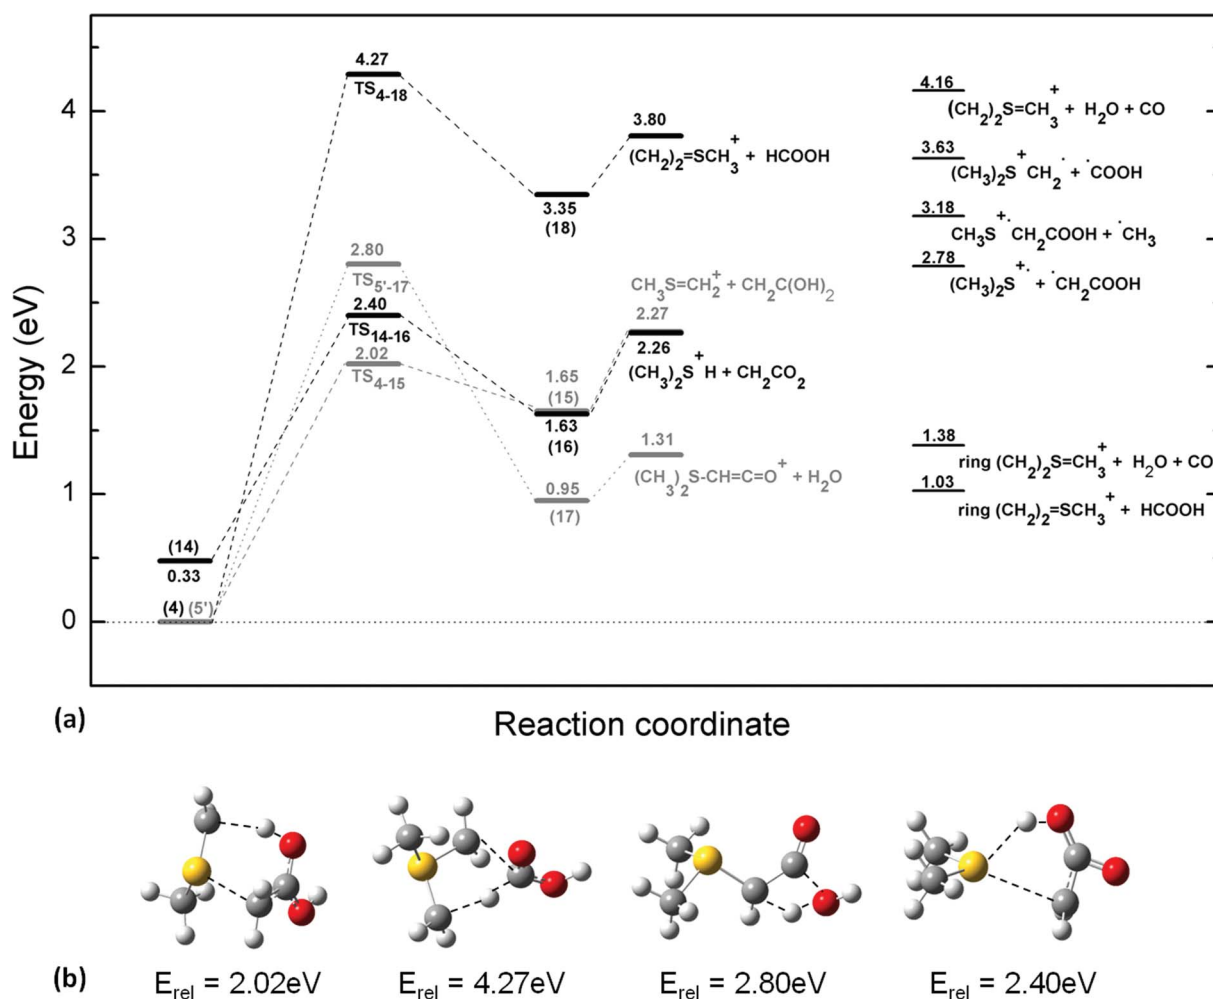 Energy (eV)
4
3
2
1
0
4.27
TS4-18
3.80
(CH2)2=SCH3+ + HCOOH
3.35
(18)
2.80
TS5'-17
2.40
TS14-16
2.02
TS4-15
CH3S=CH2+ + CH2C(OH)2
2.27
2.26
(CH3)2S+H + CH2CO2
1.65
(15)
1.63
(16)
1.31
(CH3)2S-CH=C=O+ + H2O
0.95
(17)
(14)
0.33
(4) (5')
4.16
(CH2)2S=CH3+ + H2O + CO
3.63
(CH3)2S+CH2· + ·COOH
3.18
CH3S+·CH2COOH + ·CH3
2.78
(CH3)2S+· + ·CH2COOH
1.38
ring (CH2)2S=CH3+ + H2O + CO
1.03
ring (CH2)2=SCH3+ + HCOOH
(a)
Reaction coordinate
(b)
Erel = 2.02eV
Erel = 4.27eV
Erel = 2.80eV
Erel = 2.40eV